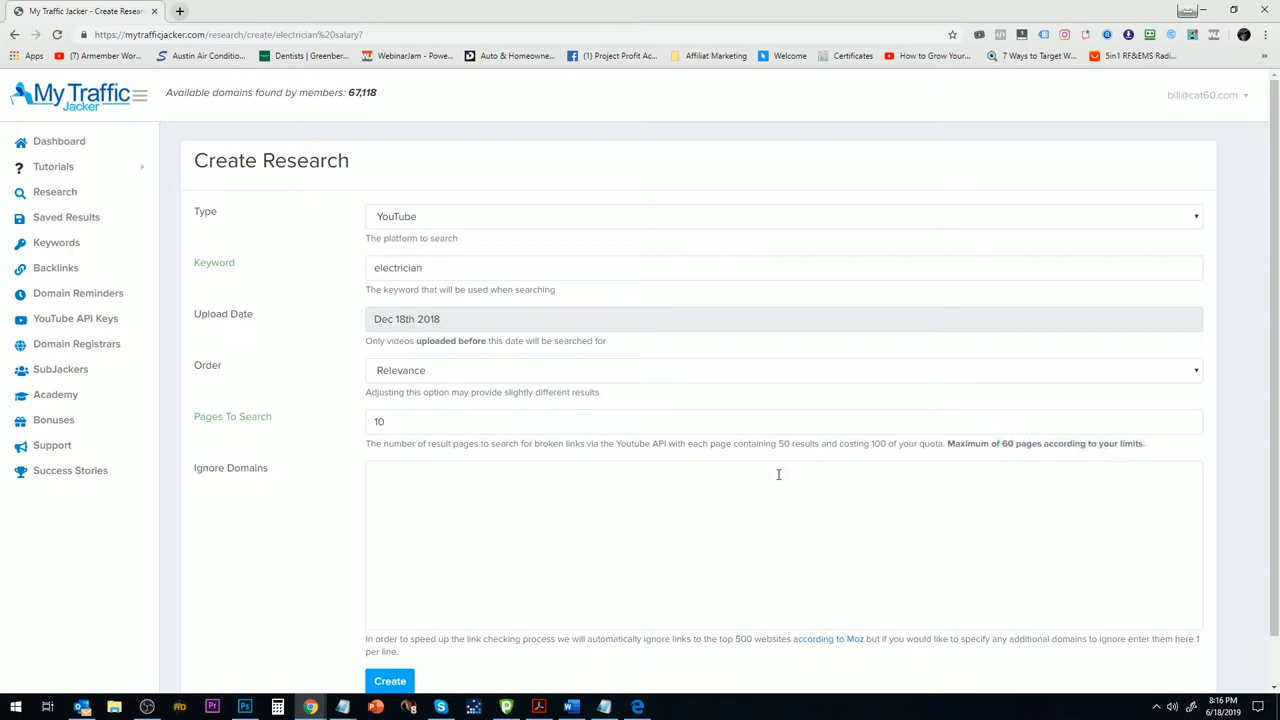 My Traffic Jacker - Create Resear
https://mytrafficjacker.com/research/create/electrician%20salary?
Apps
(1) Armender Wor...
Austin Air Conditio...
Dentists | Greenber...
WebinarJam - Powe...
Auto & Homeowne...
(1) Project Profit Ac...
Affiliate Marketing
Welcome
Certificates
How to Grow Your...
7 Ways to Target W...
5in1 RF&EMS Radi...
My Traffic
Jacker
Available domains found by members: 67,118
bill@cat60.com
Dashboard
Tutorials
Research
Saved Results
Keywords
Backlinks
Domain Reminders
YouTube API Keys
Domain Registrars
SubJackers
Academy
Bonuses
Support
Success Stories
Create Research
Type
YouTube
The platform to search
Keyword
electrician
The keyword that will be used when searching
Upload Date
Dec 18th 2018
Only videos uploaded before this date will be searched for
Order
Relevance
Adjusting this option may provide slightly different results
Pages To Search
10
The number of result pages to search for broken links via the Youtube API with each page containing 50 results and costing 100 of your quota. Maximum of 60 pages according to your limits.
Ignore Domains
In order to speed up the link checking process we will automatically ignore links to the top 500 websites according to Moz but if you would like to specify any additional domains to ignore enter them here 1
per line.
Create
8:16 PM
6/18/2019